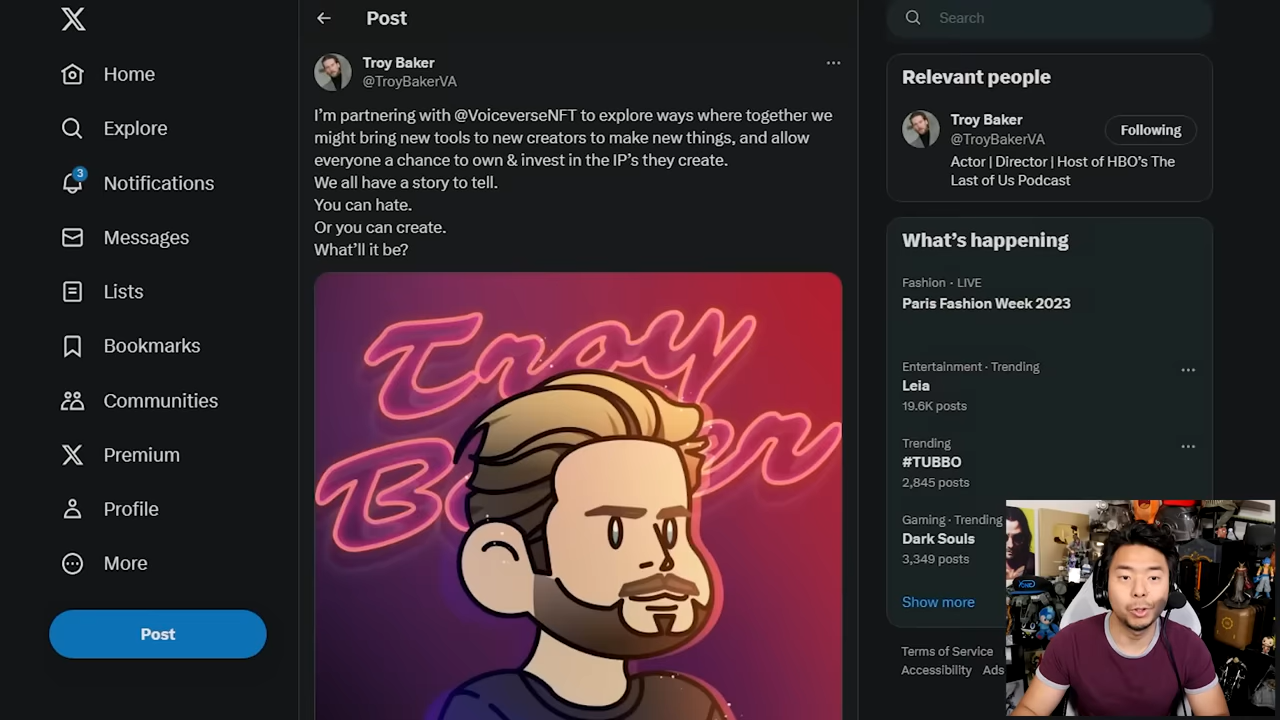 Post
Search
Home
Explore
3
Notifications
Messages
Lists
Bookmarks
Communities
Premium
Profile
More
Post
Troy Baker
@TroyBakerVA
I'm partnering with @VoiceverseNFT to explore ways where together we
might bring new tools to new creators to make new things, and allow
everyone a chance to own & invest in the IP's they create.
We all have a story to tell.
You can hate.
Or you can create.
What'll it be?
Troy
Relevant people
Troy Baker
@TroyBakerVA
Following
Actor | Director | Host of HBO's The
Last of Us Podcast
What's happening
Fashion · LIVE
Paris Fashion Week 2023
Entertainment · Trending
Leia
19.6K posts
Trending
#TUBBO
2,845 posts
Gaming · Trending
Dark Souls
3,349 posts
Show more
Terms of Service
Accessibility Ads